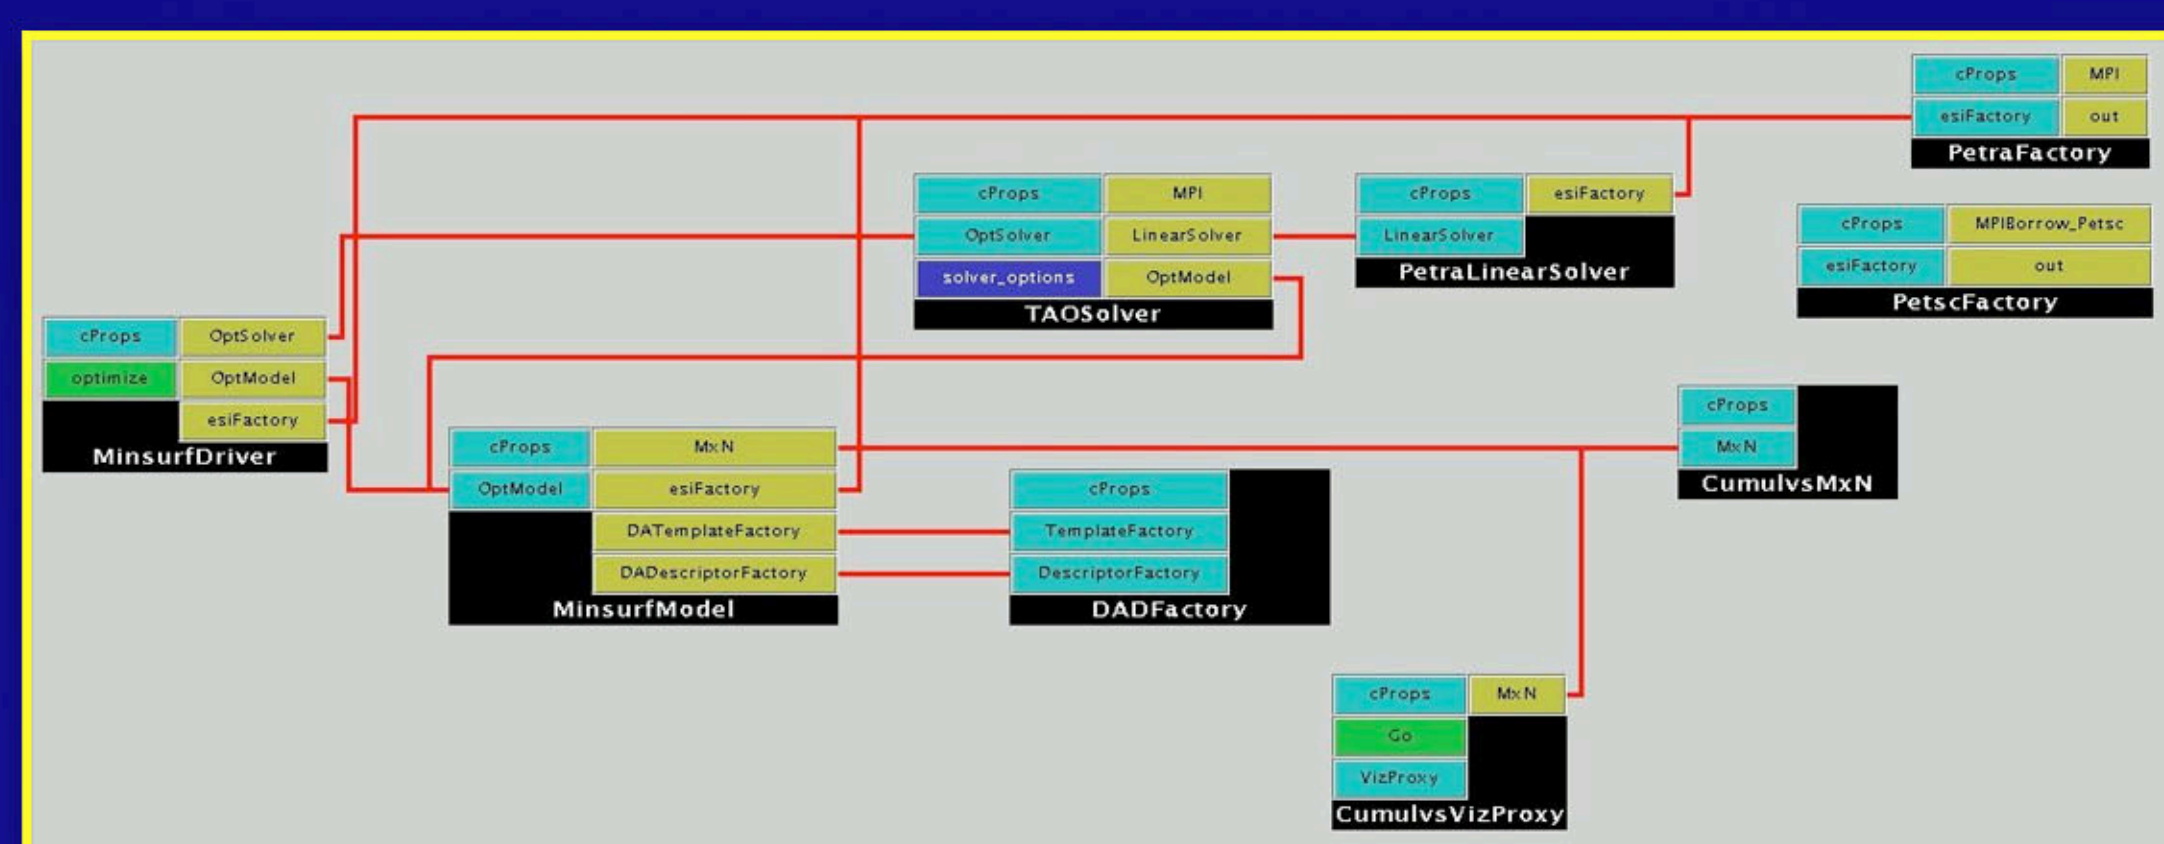 cProps MPI
esiFactory out
PetraFactory
cProps MPI
OptSolver LinearSolver
solver_options OptModel
TAOSolver
cProps esiFactory
LinearSolver
PetraLinearSolver
cProps MPIBorrow_Petsc
esiFactory out
PetscFactory
cProps OptSolver
optimize OptModel
esiFactory
MinsurfDriver
cProps MxN
OptModel esiFactory
DATemplateFactory
DADescriptorFactory
MinsurfModel
cProps
TemplateFactory
DescriptorFactory
DADFactory
cProps
MxN
CumulvsMxN
cProps MxN
Go
VizProxy
CumulvsVizProxy